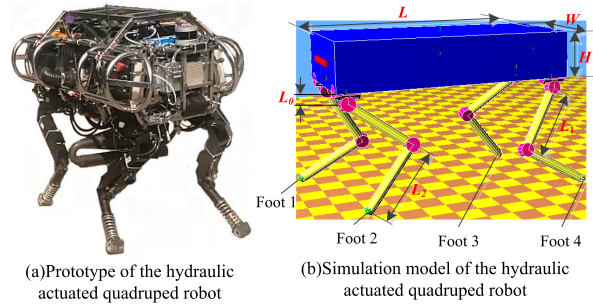 L
W
H
L0
L1
L2
Foot 1
Foot 2
Foot 3
Foot 4
(a)Prototype of the hydraulic
actuated quadruped robot
(b)Simulation model of the hydraulic
actuated quadruped robot